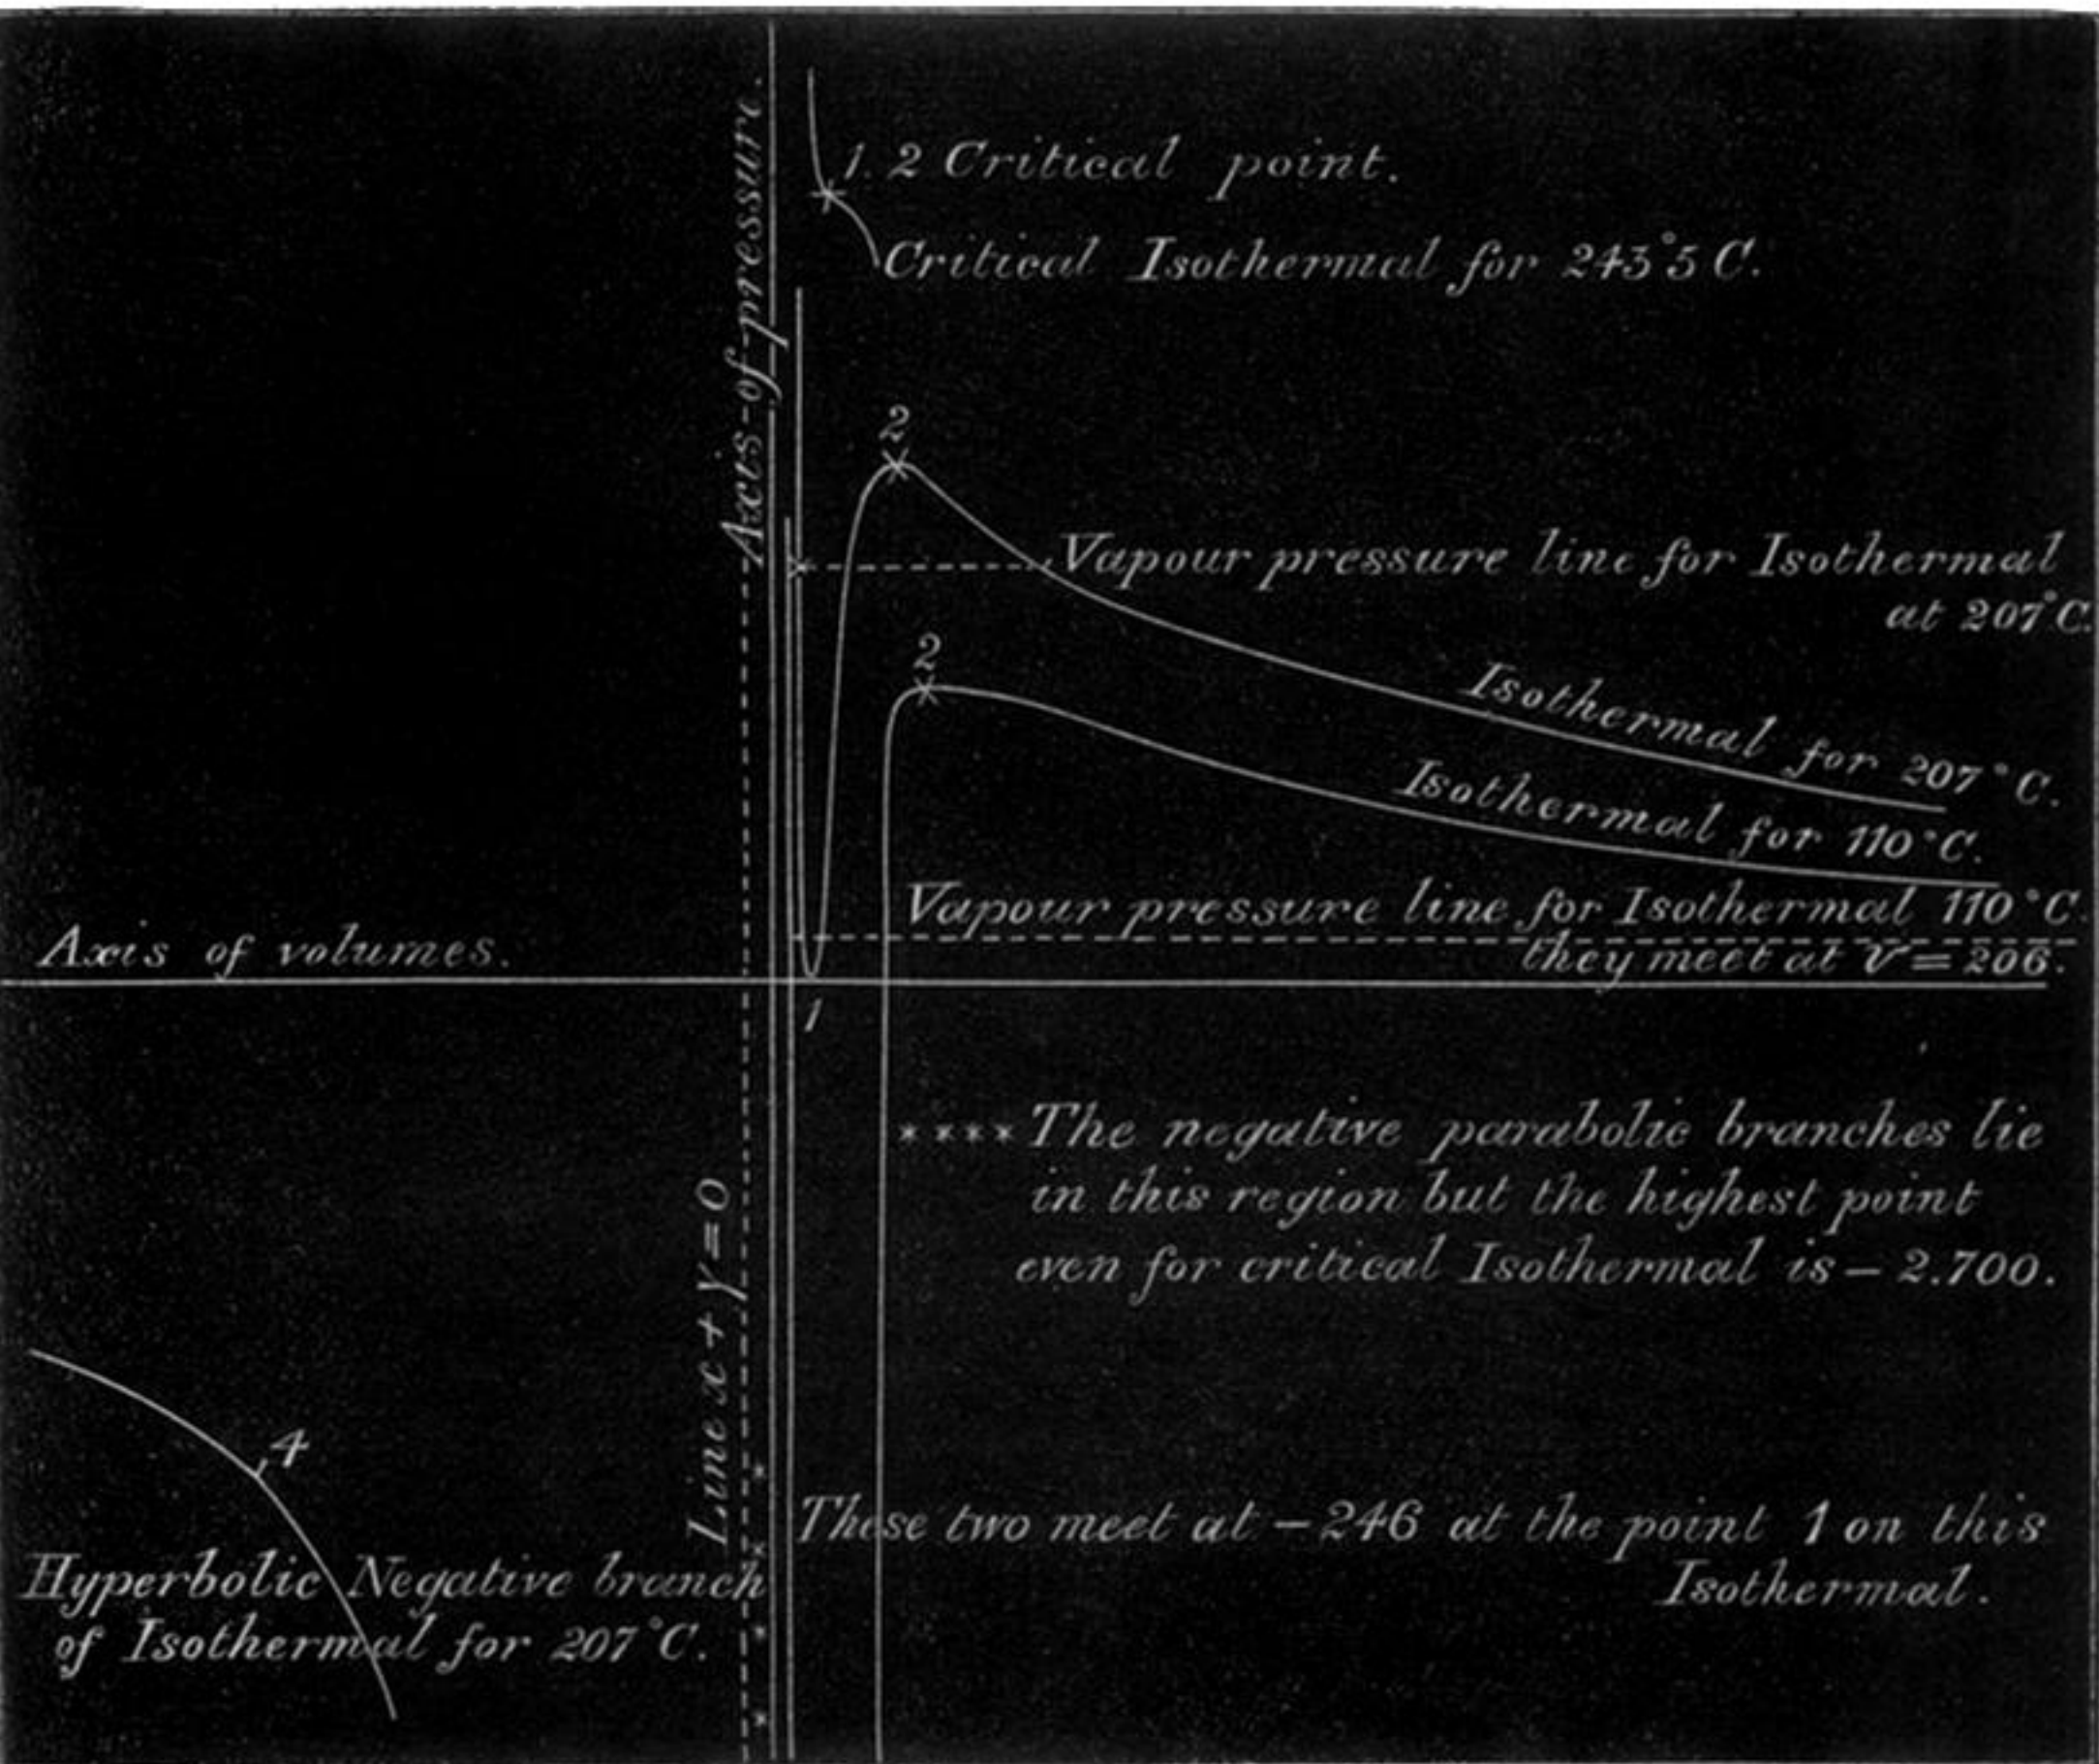 Axis of pressure.
1. 2 Critical point.
Critical Isothermal for 243°5 C.
2
Vapour pressure line for Isothermal
at 207°C.
2
Isothermal for 207°C.
Isothermal for 110°C.
Vapour pressure line for Isothermal 110°C
they meet at V = 206.
Axis of volumes.
1
**** The negative parabolic branches lie
in this region but the highest point
even for critical Isothermal is – 2.700.
Line x + γ = 0
4
These two meet at – 246 at the point 1 on this
Isothermal.
Hyperbolic Negative branch
of Isothermal for 207°C.